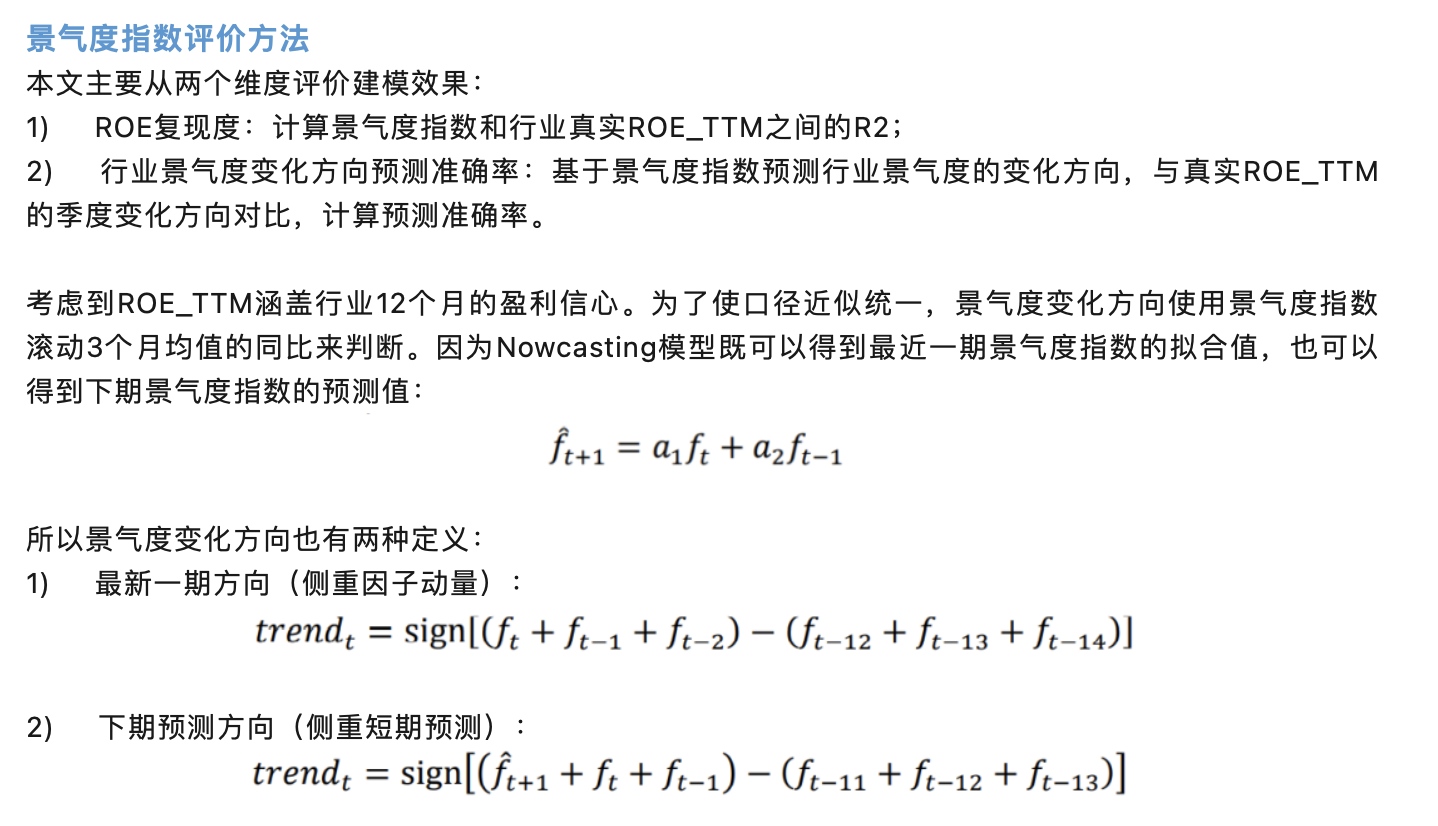 景气度指数评价方法
本文主要从两个维度评价建模效果：
1) ROE复现度：计算景气度指数和行业真实ROE_TTM之间的R2；
2) 行业景气度变化方向预测准确率：基于景气度指数预测行业景气度的变化方向，与真实ROE_TTM
的季度变化方向对比，计算预测准确率。
考虑到ROE_TTM涵盖行业12个月的盈利信心。为了使口径近似统一，景气度变化方向使用景气度指数
滚动3个月均值的同比来判断。因为Nowcasting模型既可以得到最近一期景气度指数的拟合值，也可以
得到下期景气度指数的预测值：
$\hat{f}_{t+1} = a_1 f_t + a_2 f_{t-1}$
所以景气度变化方向也有两种定义：
1) 最新一期方向（侧重因子动量）：
$trend_t = \text{sign}[(f_t + f_{t-1} + f_{t-2}) - (f_{t-12} + f_{t-13} + f_{t-14})]$
2) 下期预测方向（侧重短期预测）：
$trend_t = \text{sign}[(\hat{f}_{t+1} + f_t + f_{t-1}) - (f_{t-11} + f_{t-12} + f_{t-13})]$